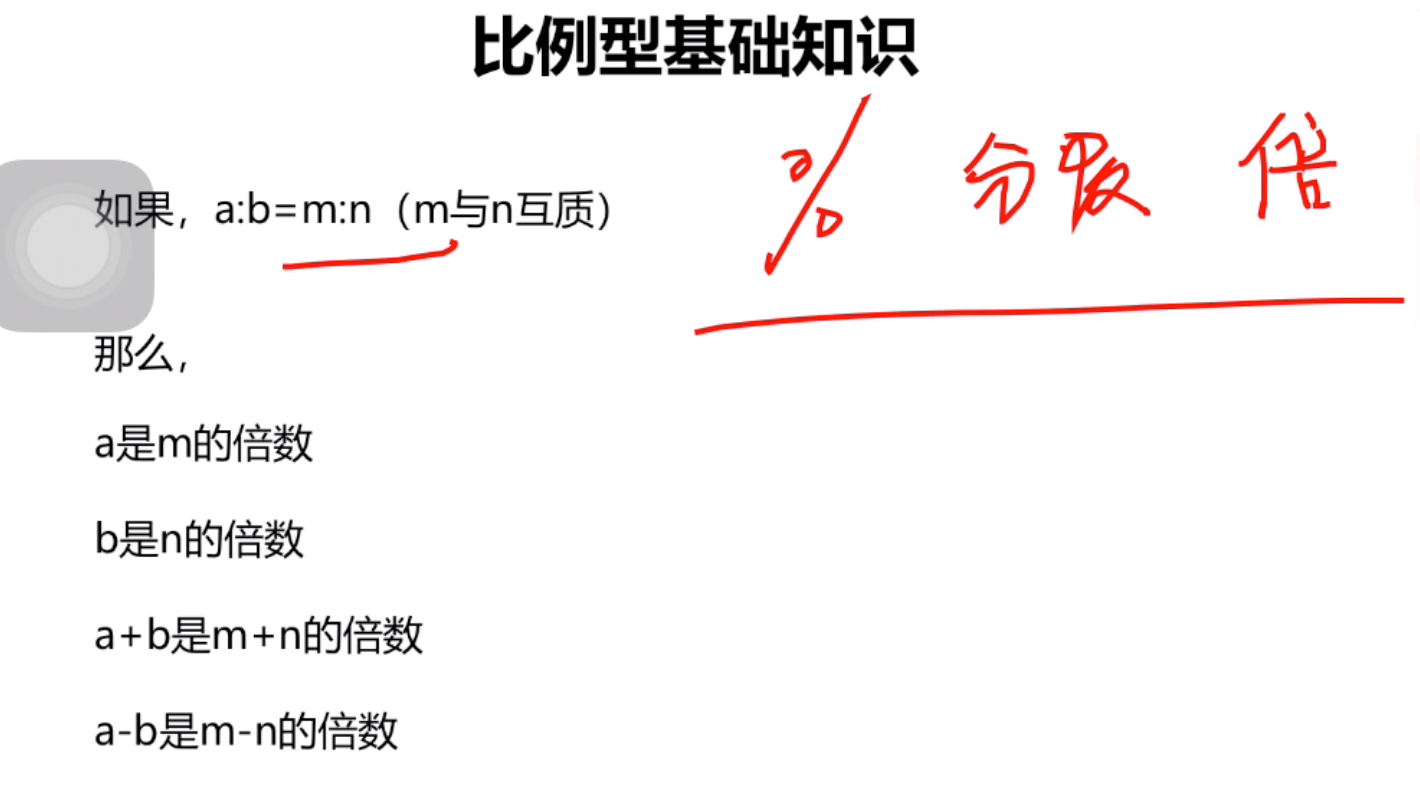 比例型基础知识
% 分数 倍
如果，a:b=m:n（m与n互质）
那么，
a是m的倍数
b是n的倍数
a+b是m+n的倍数
a-b是m-n的倍数